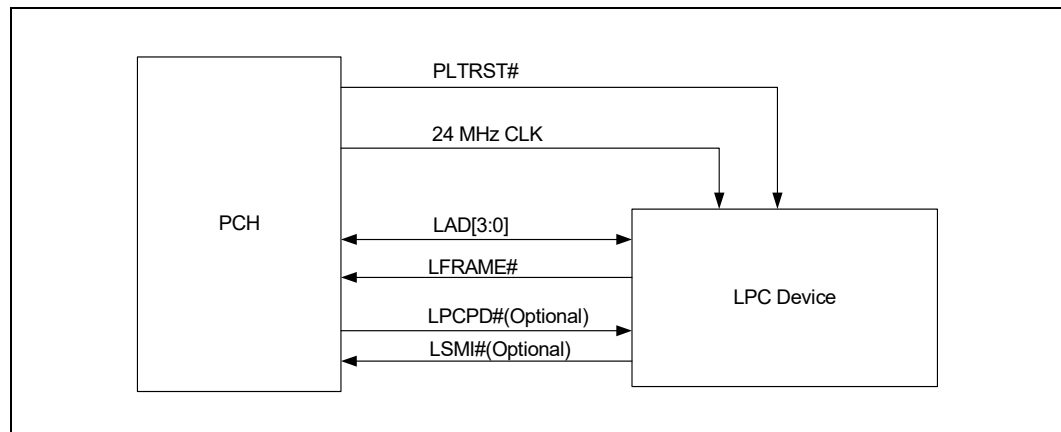 PLTRST#
24 MHz CLK
PCH
LAD[3:0]
LFRAME#
LPC Device
LPCPD#(Optional)
LSMI#(Optional)